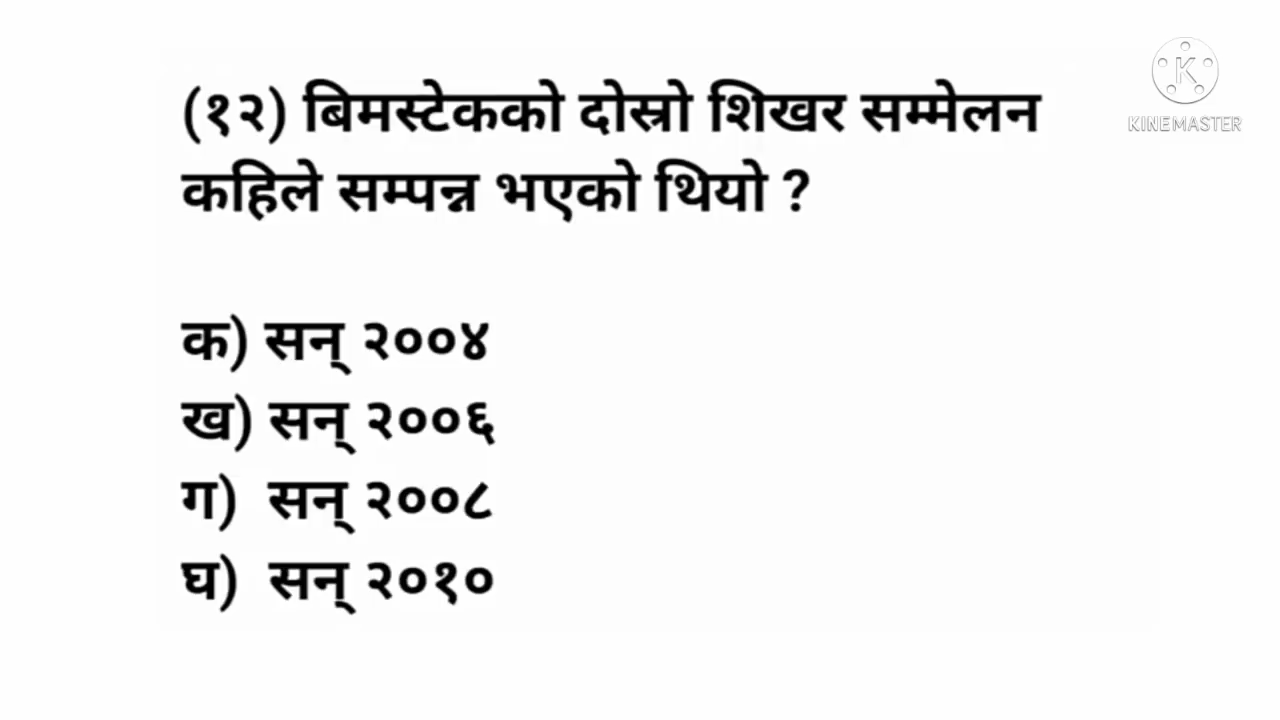 (१२) बिमस्टेकको दोस्रो शिखर सम्मेलन
कहिले सम्पन्न भएको थियो ?
क) सन् २००४
ख) सन् २००६
ग) सन् २००८
घ) सन् २०१०
K
KINEMASTER